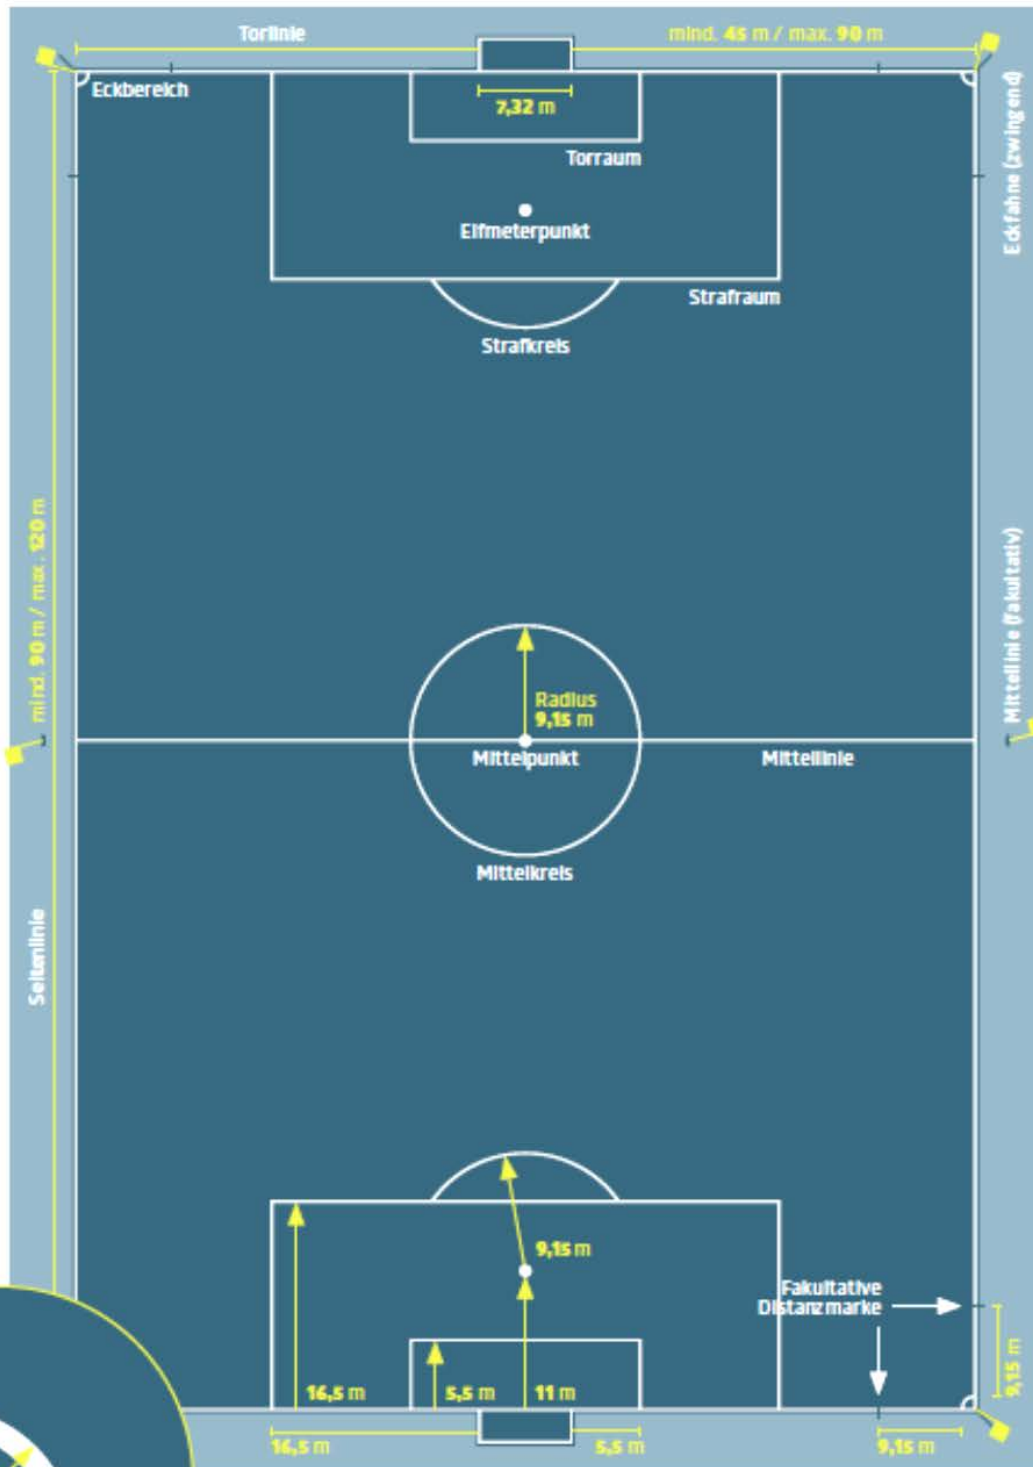 Torlinie
mind. 45 m / max. 90 m
Eckbereich
7,32 m
Torraum
Eckfahne (zwingend)
Elfmeterpunkt
Strafraum
Strafkreis
mind. 90 m / max. 120 m
Mittellinie (fakultativ)
Radius
9,15 m
Mittelpunkt
Mittellinie
Mittelkreis
Seitenlinie
9,15 m
Fakultative
Distanzmarke
9,15 m
16,5 m
5,5 m
11 m
16,5 m
5,5 m
9,15 m